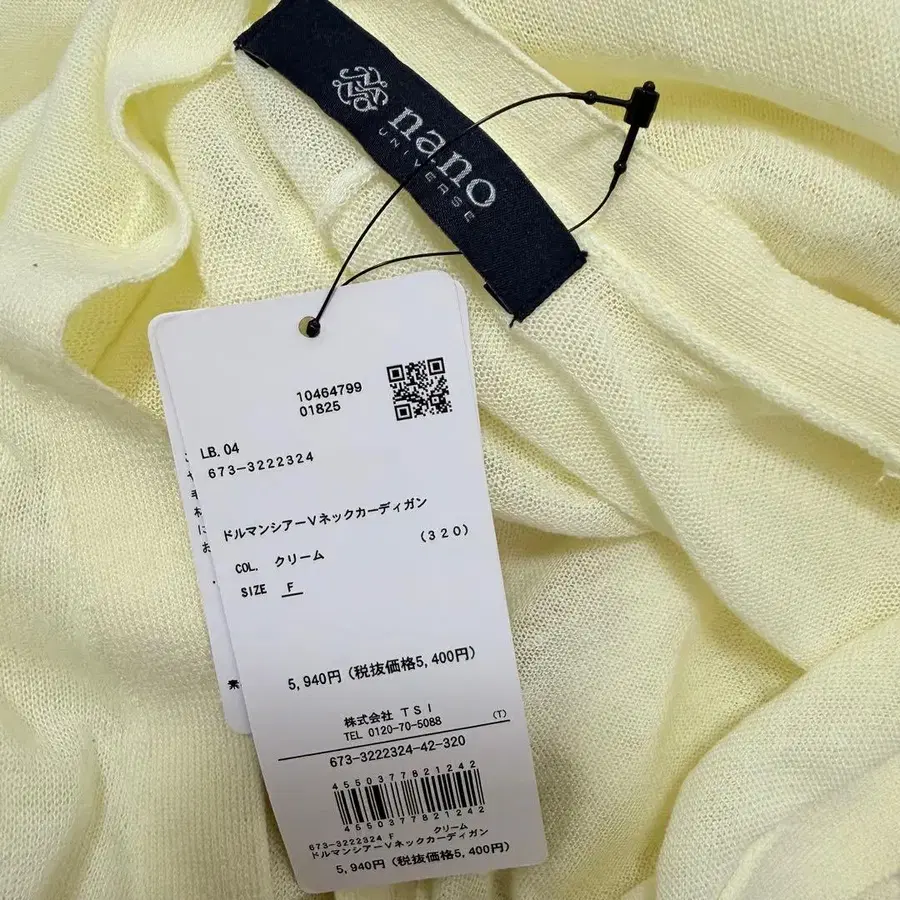 nano
UNIVERSE
10464799
01825
LB.04
673-3222324
ドルマンシアーVネックカーディガン
(320)
COL. クリーム
SIZE F
5,940円(税抜価格5,400円)
株式会社 TSI
TEL 0120-70-5088
(T)
673-3222324-42-320
4550377821242
4550377821242
673-3222324 F クリーム
ドルマンシアーVネックカーディガン
5,940円(税抜価格5,400円)
毛
に
お
素